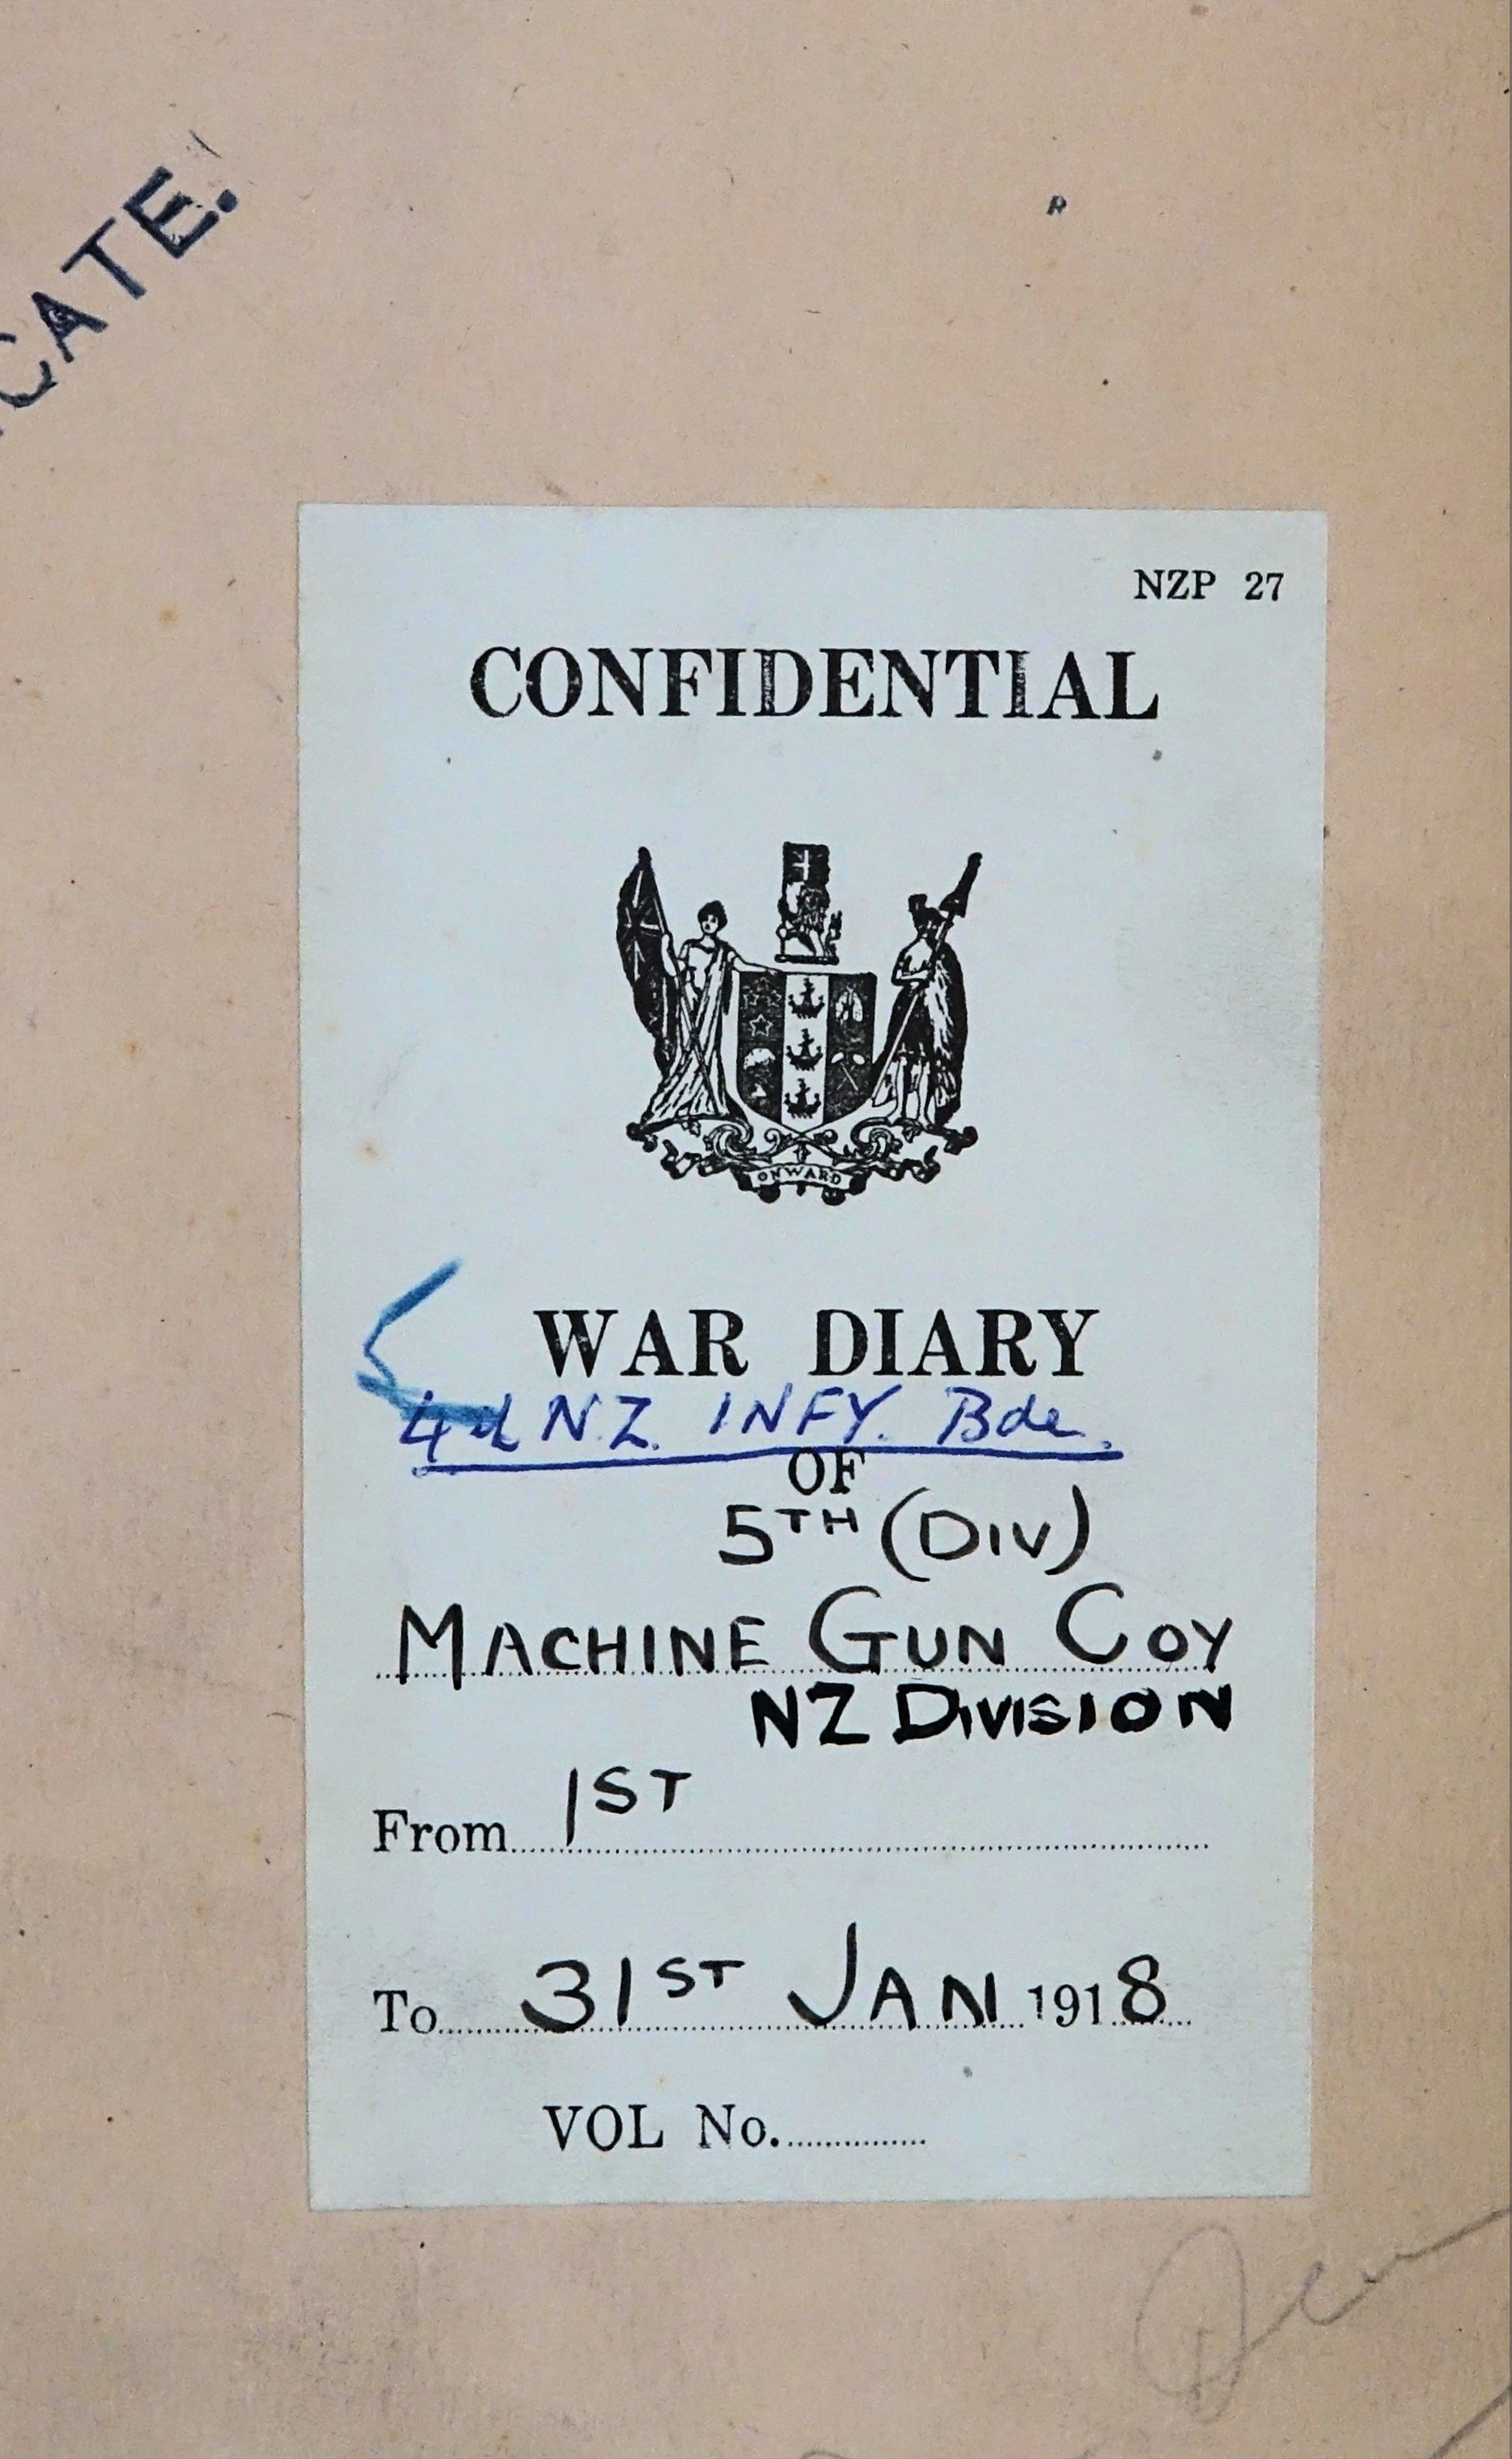 CATE.
NZP 27
CONFIDENTIAL
ONWARD
WAR DIARY
N.Z. INFY. Bde.
OF
5TH (DIV)
MACHINE GUN COY
NZ DIVISION
From 1ST
To 31ST JAN 1918
VOL No.